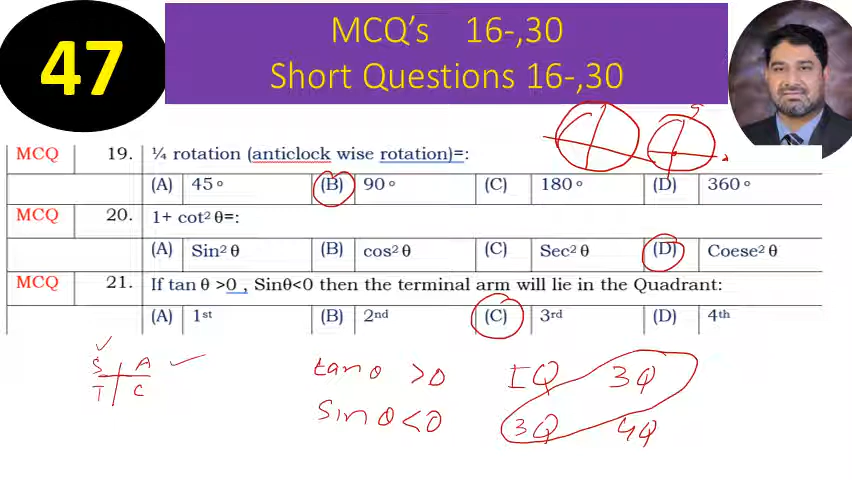 47
MCQ's 16-,30
Short Questions 16-,30
MCQ 19. ¼ rotation (anticlock wise rotation)=:
(A) 45° (B) 90° (C) 180° (D) 360°
MCQ 20. 1+ cot² θ=:
(A) Sin² θ (B) cos² θ (C) Sec² θ (D) Coese² θ
MCQ 21. If tan θ >0 , Sinθ<0 then the terminal arm will lie in the Quadrant:
(A) 1st (B) 2nd (C) 3rd (D) 4th
S A
T C
tan θ >0 IQ 3Q
Sin θ <0 3Q 4Q